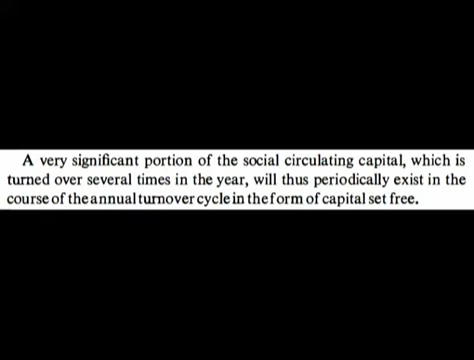 A very significant portion of the social circulating capital, which is
turned over several times in the year, will thus periodically exist in the
course of the annual turnover cycle in the form of capital set free.